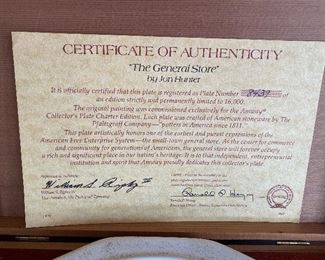 CERTIFICATE OF AUTHENTICITY
"The General Store"
by Jon Hunter
It is officially certified that this plate is registered as Plate Number
an edition strictly and permanently limited to 16,000.
The original painting was commissioned exclusively for the Amway®
Collector's Plate Charter Edition. Each plate was crafted of American stoneware by The
Pfaltzgraff Company—"potters in America since 1811."
This plate artistically honors one of the earliest and purest expressions of the
American Free Enterprise System—the small-town general store. As the center for commerce
and community for generations of Americans, the general store will forever occupy
a rich and significant place in our nation's heritage. It is to that independent, entrepreneurial
institution and spirit that Amway proudly dedicates this collector's plate.